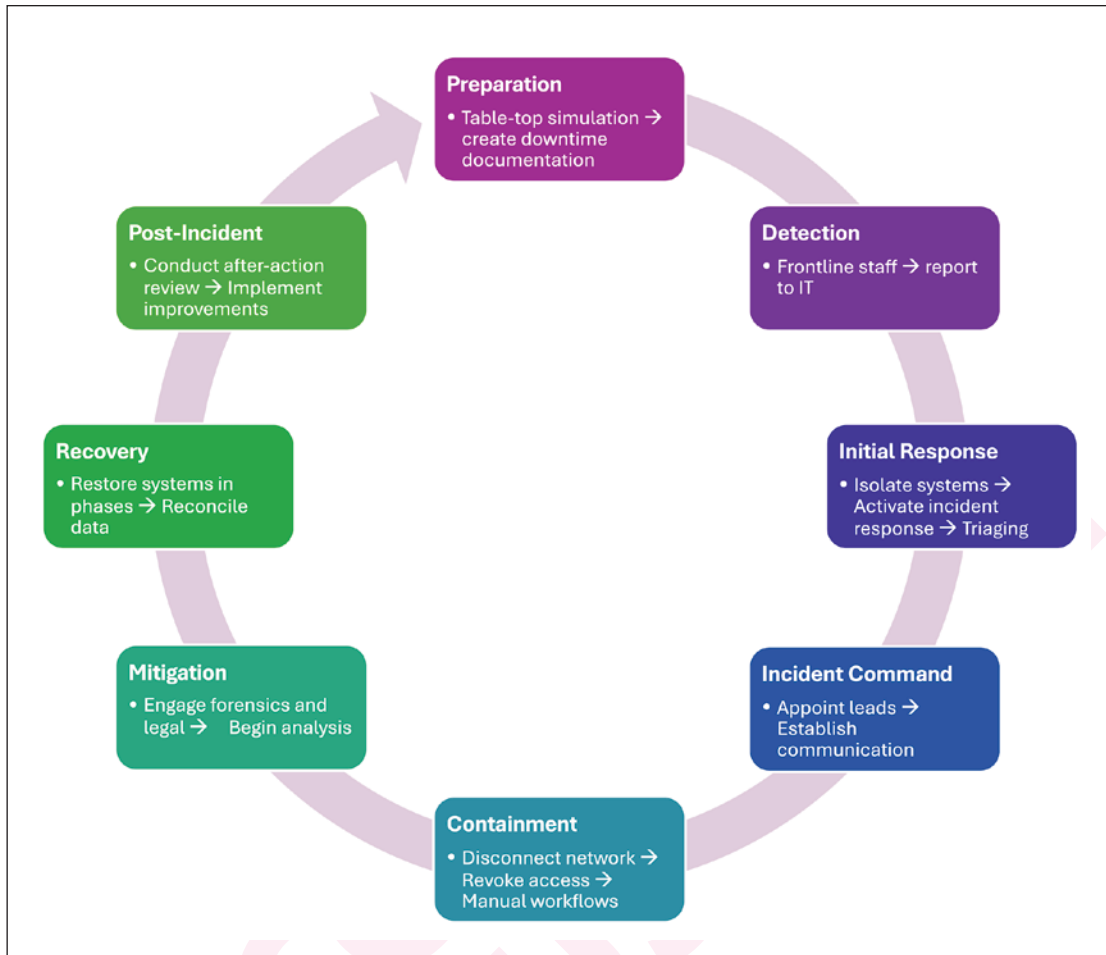 Preparation
• Table-top simulation →
create downtime
documentation
Detection
• Frontline staff → report
to IT
Initial Response
• Isolate systems →
Activate incident
response → Triaging
Incident Command
• Appoint leads →
Establish
communication
Containment
• Disconnect network →
Revoke access →
Manual workflows
Mitigation
• Engage forensics and
legal → Begin analysis
Recovery
• Restore systems in
phases → Reconcile
data
Post-Incident
• Conduct after-action
review → Implement
improvements